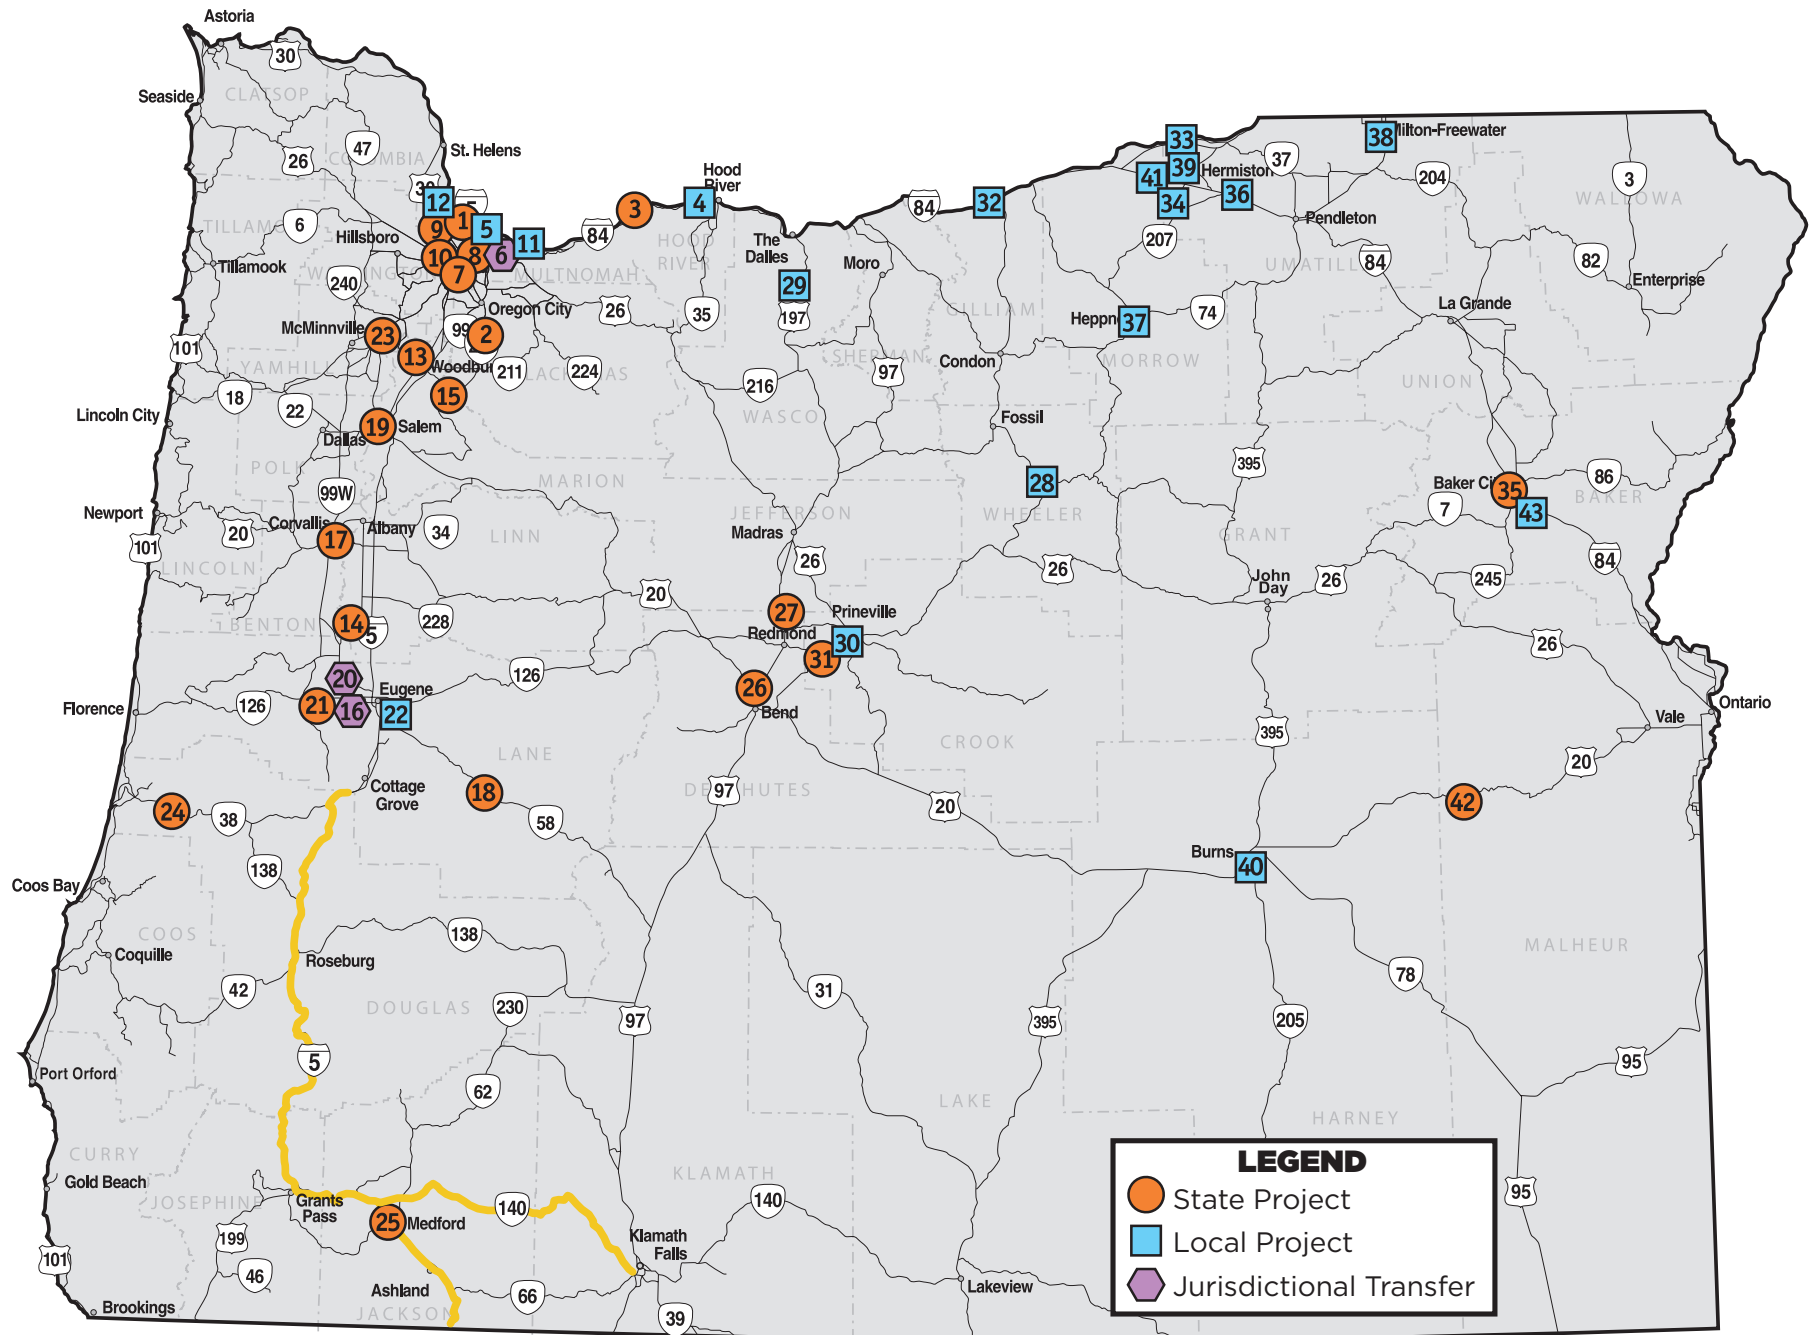 Astoria
30
Seaside
CLATSOP
26
47
COLUMBIA
St. Helens
30
12
5
1
9
5
11
10
8
6
7
3
4
Hood
River
84
TILLAM
6
Hillsboro
Tillamook
WASHINGTON
MULTNOMAH
HOOD
RIVER
The
Dalles
Moro
84
32
33
39
41
Hermiston
34
36
37
38
Milton-Freewater
204
3
WALLOWA
Pendleton
207
UMATILLA
84
82
Enterprise
240
Oregon City
26
35
29
197
GILLIAM
Heppner
37
74
La Grande
McMinnville
23
99
2
101
13
Woodburn
211
CLACKAMAS
224
YAMHILL
15
SHERMAN
97
Condon
MORROW
UNION
18
22
216
WASCO
Lincoln City
Dallas
19
Salem
Fossil
POLK
MARION
395
28
99W
Baker City
35
86
BAKER
7
43
Newport
20
Corvallis
Albany
34
LINN
JEFFERSON
WHEELER
GRANT
101
17
Madras
LINCOLN
26
26
John
Day
26
245
84
20
27
Prineville
BENTON
14
5
228
Redmond
30
31
26
20
126
126
21
16
Eugene
22
26
Bend
Florence
Vale
Ontario
LANE
CROOK
395
20
Cottage
Grove
18
97
DESCHUTES
20
42
24
38
58
Burns
40
138
Coos Bay
COOS
138
Coquille
Roseburg
MALHEUR
42
78
DOUGLAS
230
31
97
395
205
5
95
Port Orford
62
LAKE
HARNEY
CURRY
Gold Beach
JOSEPHINE
Grants
Pass
KLAMATH
140
140
95
25
Medford
199
Klamath
Falls
101
46
Ashland
66
Lakeview
Brookings
JACKSON
39
LEGEND
State Project
Local Project
Jurisdictional Transfer